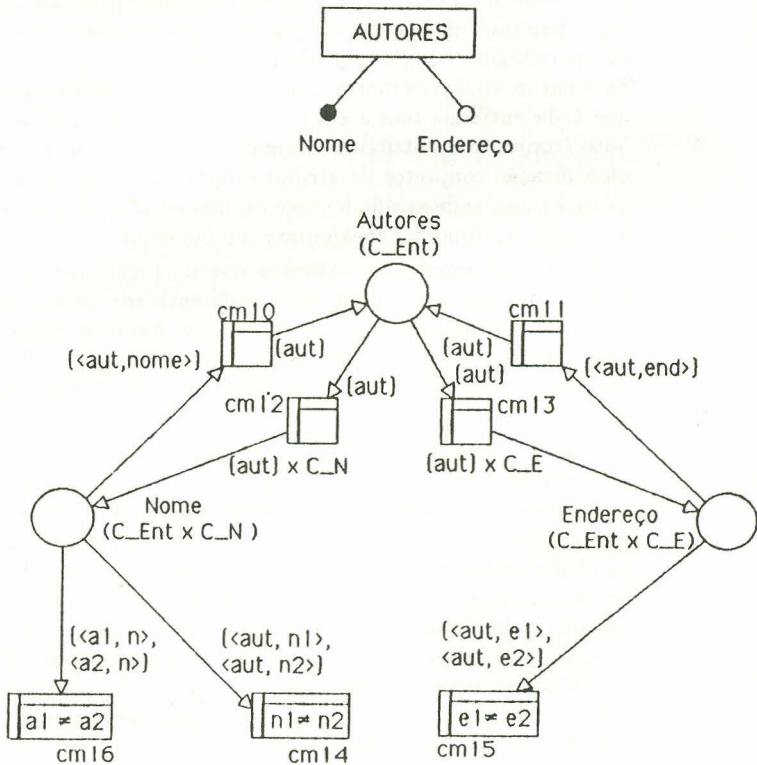 AUTORES
Nome
Endereço
Autores
(C_Ent)
cm10
cm11
{<aut,nome>}
{aut}
{aut}
{<aut,end>}
{aut}
{aut}
cm12
cm13
{aut} x C_N
{aut} x C_E
Nome
(C_Ent x C_N )
Endereço
(C_Ent x C_E)
{<a1, n>,
<a2, n>}
{<aut, n1>,
<aut, n2>}
{<aut, e1>,
<aut, e2>}
a1 ≠ a2
n1≠ n2
e1≠ e2
cm16
cm14
cm15